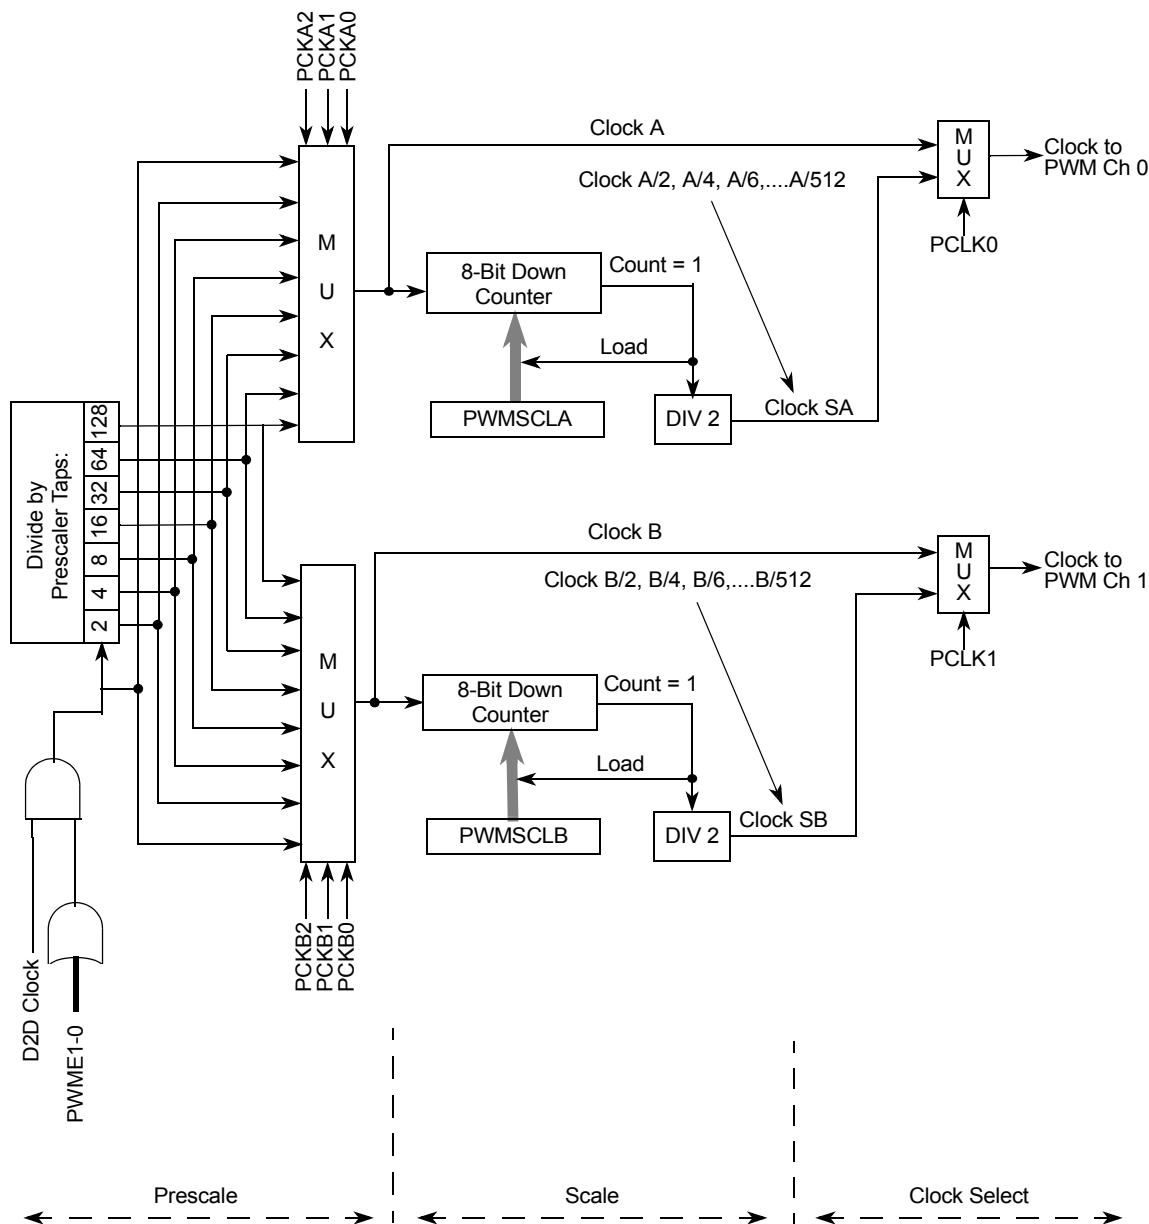 PCKA2
PCKA1
PCKA0
Clock A
M
U
X
Clock to
PWM Ch 0
Clock A/2, A/4, A/6,....A/512
PCLK0
M
U
X
8-Bit Down
Counter
Count = 1
Load
PWMSCLA
DIV 2
Clock SA
Divide by
Prescaler Taps:
128
64
32
16
8
4
2
Clock B
M
U
X
Clock to
PWM Ch 1
Clock B/2, B/4, B/6,....B/512
PCLK1
M
U
X
8-Bit Down
Counter
Count = 1
Load
PWMSCLB
DIV 2
Clock SB
PCKB2
PCKB1
PCKB0
D2D Clock
PWME1-0
Prescale
Scale
Clock Select